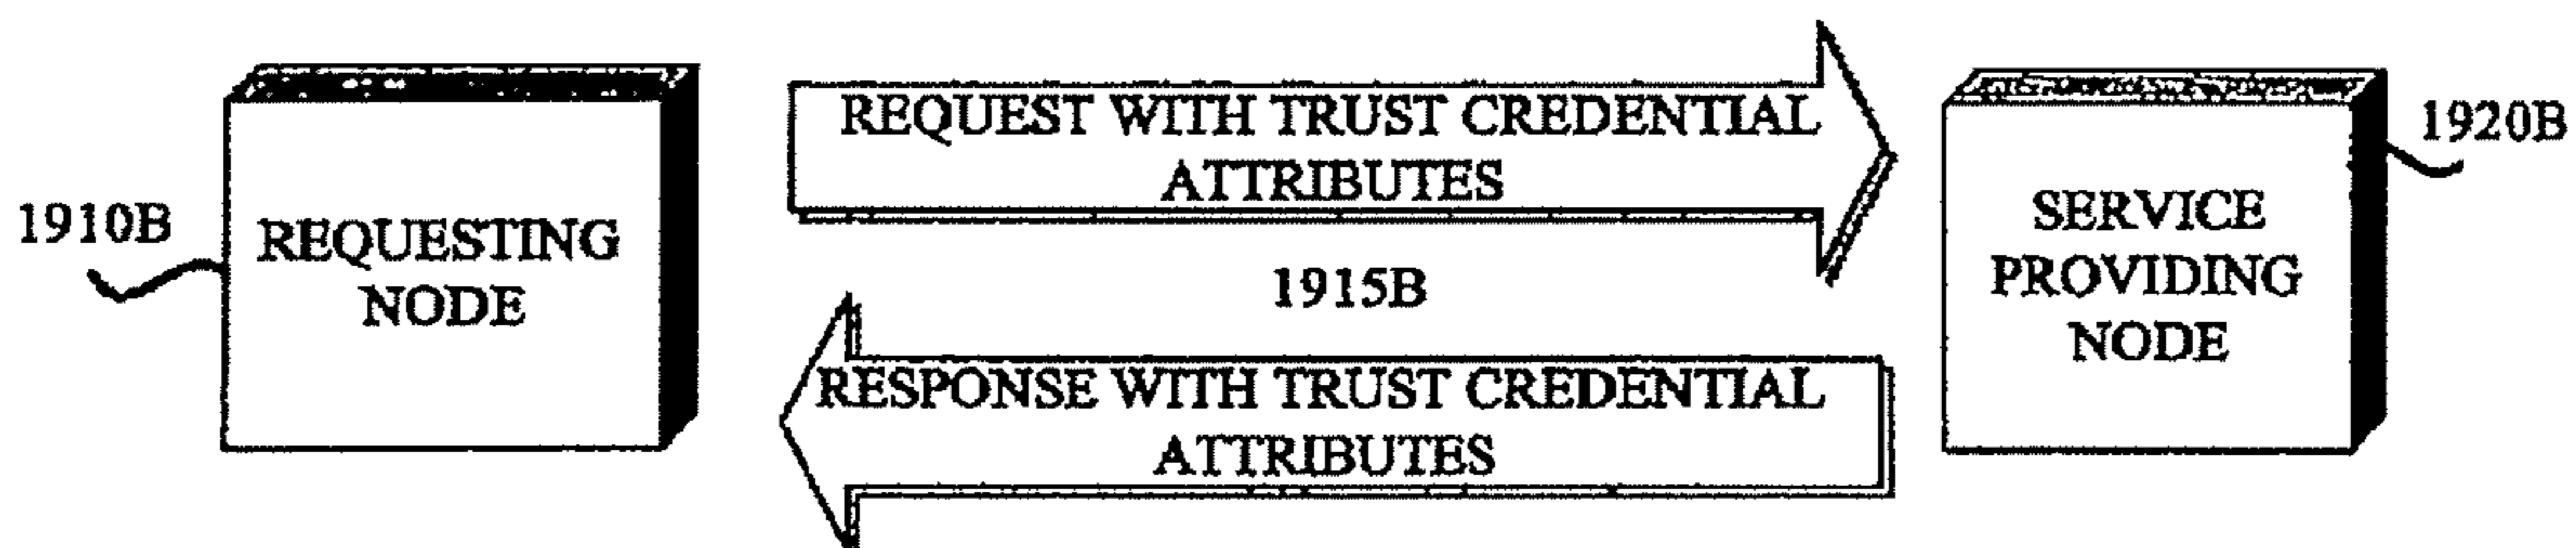 REQUEST WITH TRUST CREDENTIAL
ATTRIBUTES
1920B
1910B
REQUESTING
NODE
SERVICE
PROVIDING
NODE
1915B
RESPONSE WITH TRUST CREDENTIAL
ATTRIBUTES